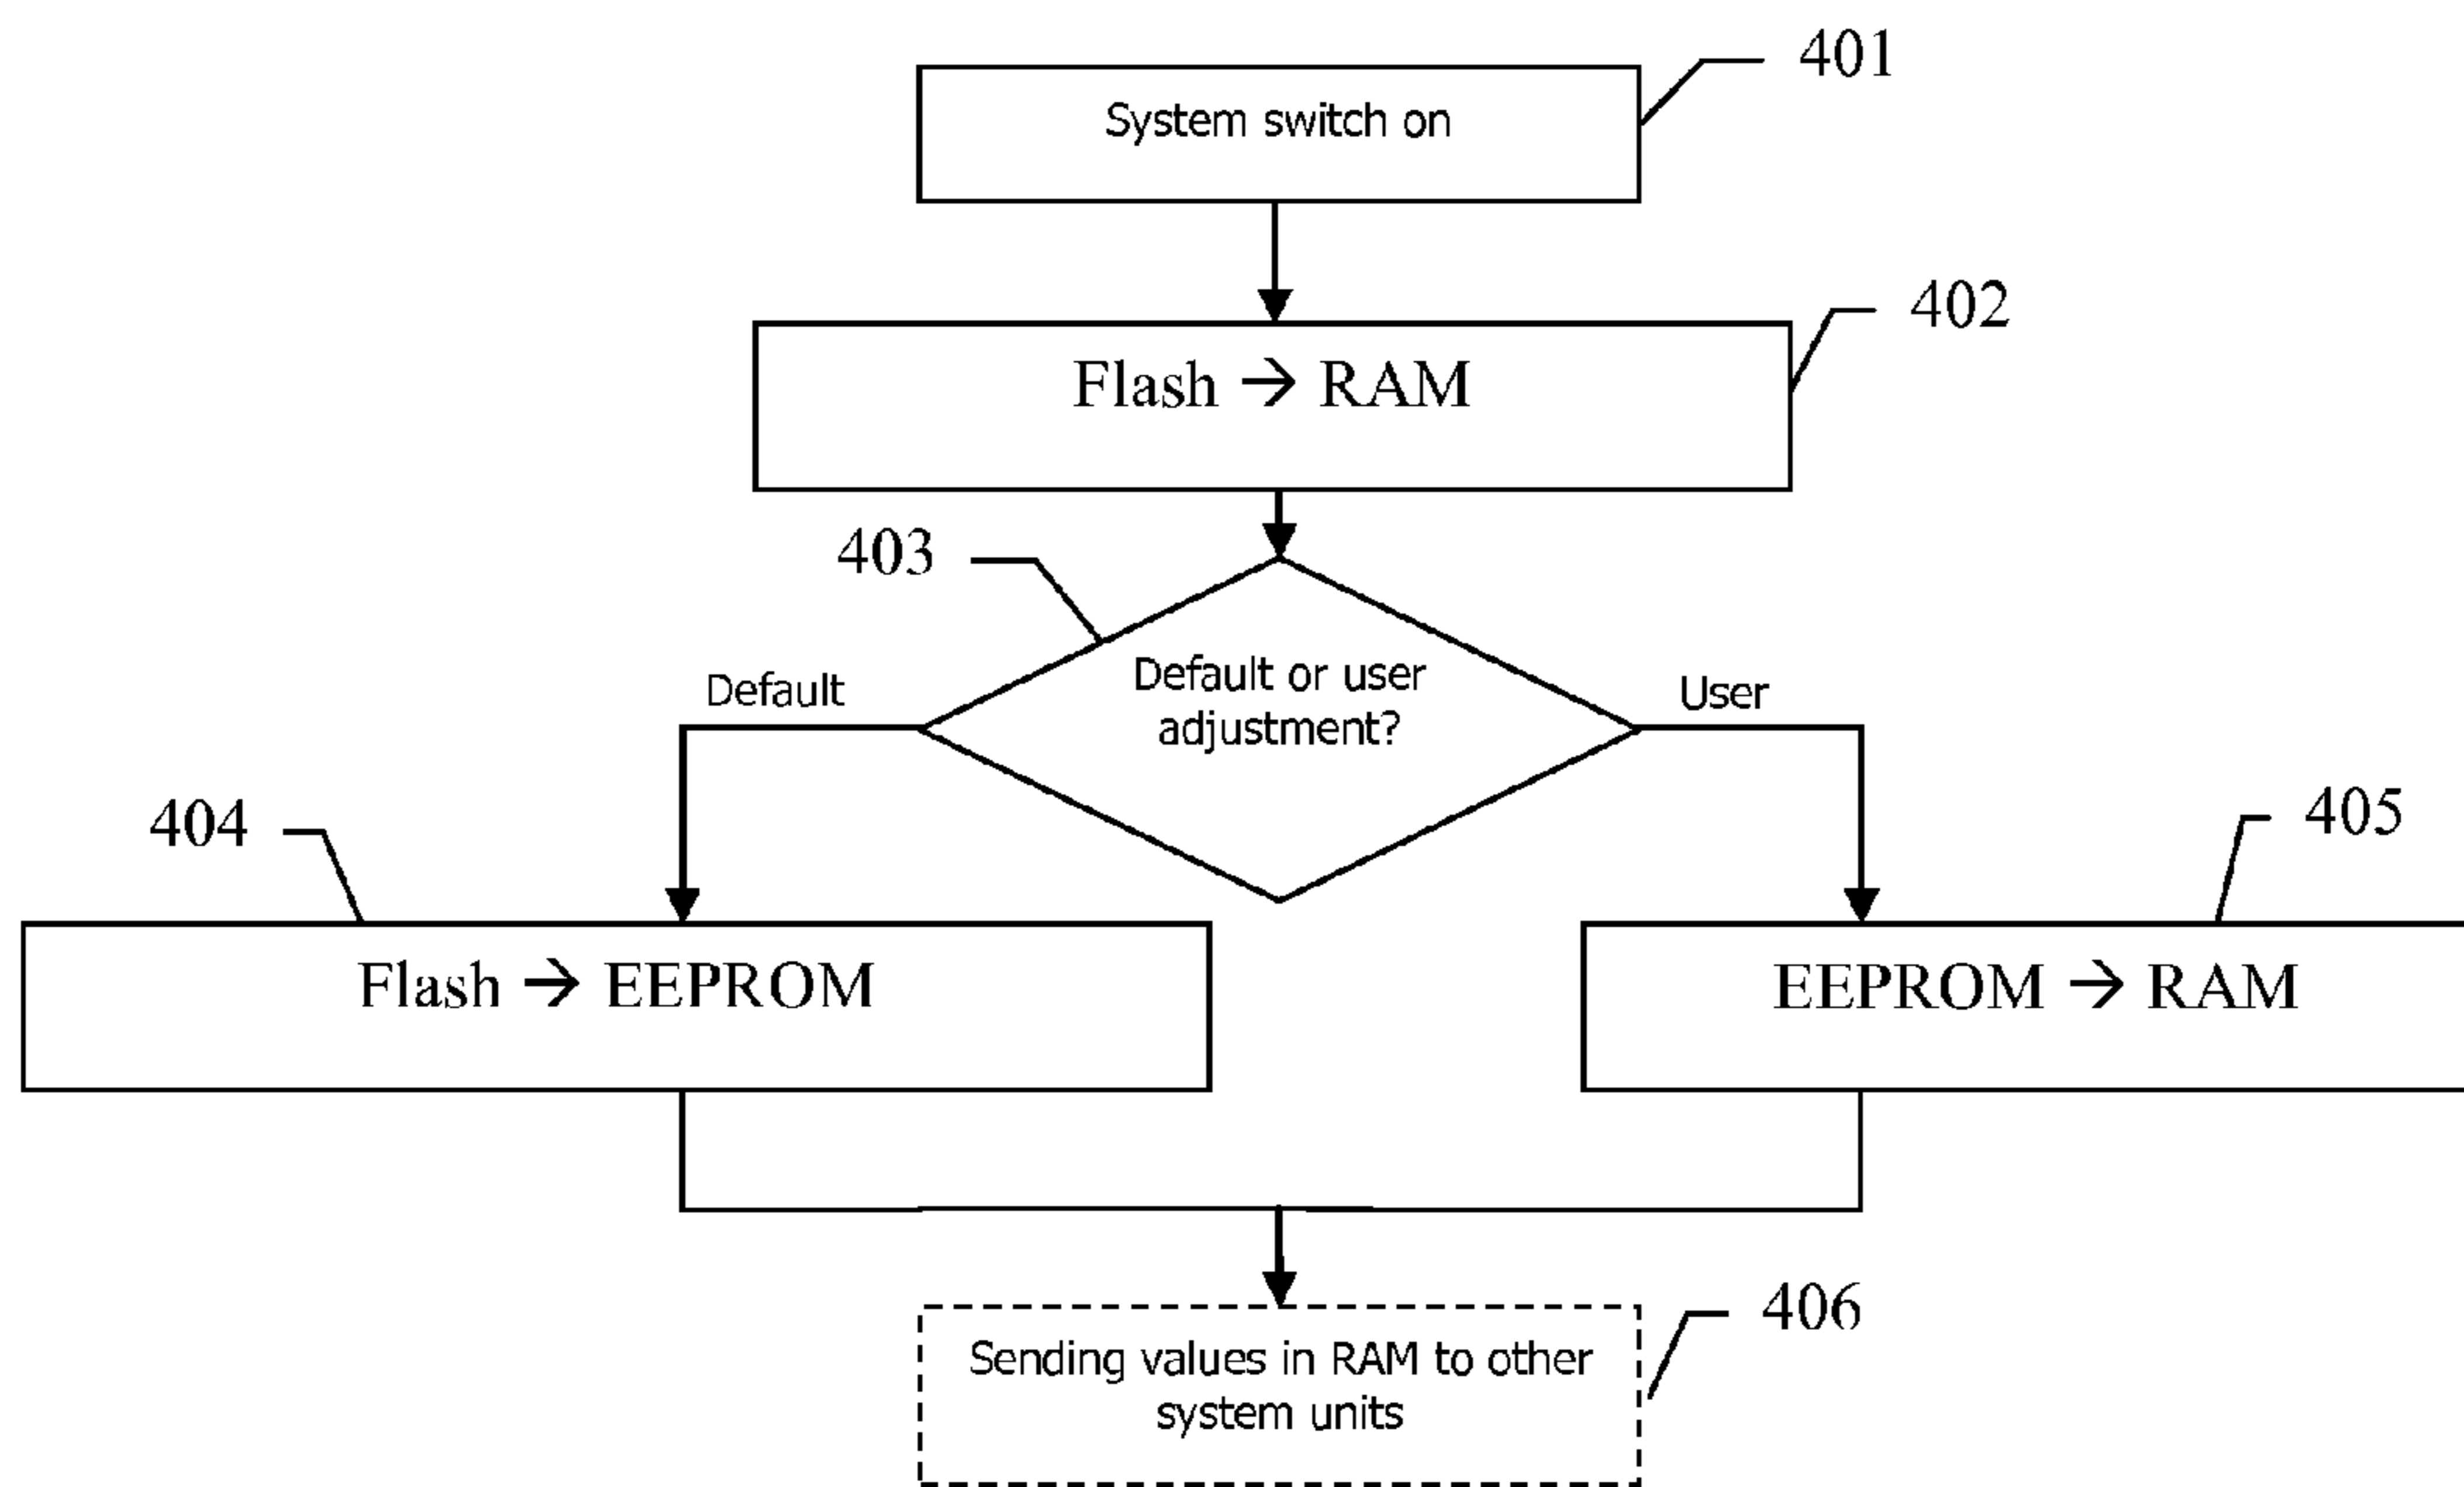 401
System switch on
402
Flash → RAM
403
Default or user
adjustment?
Default
User
404
405
Flash → EEPROM
EEPROM → RAM
406
Sending values in RAM to other
system units